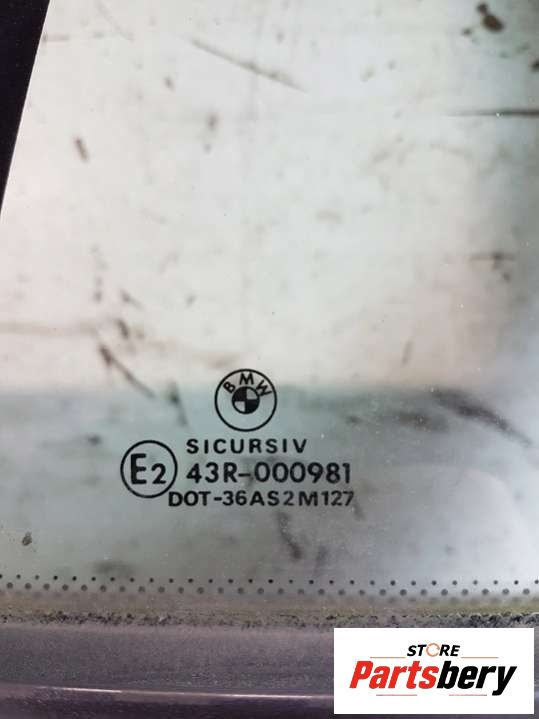 BMW
SICURSIV
E2 43R-000981
DOT-36AS2M127
STORE
Partsbery